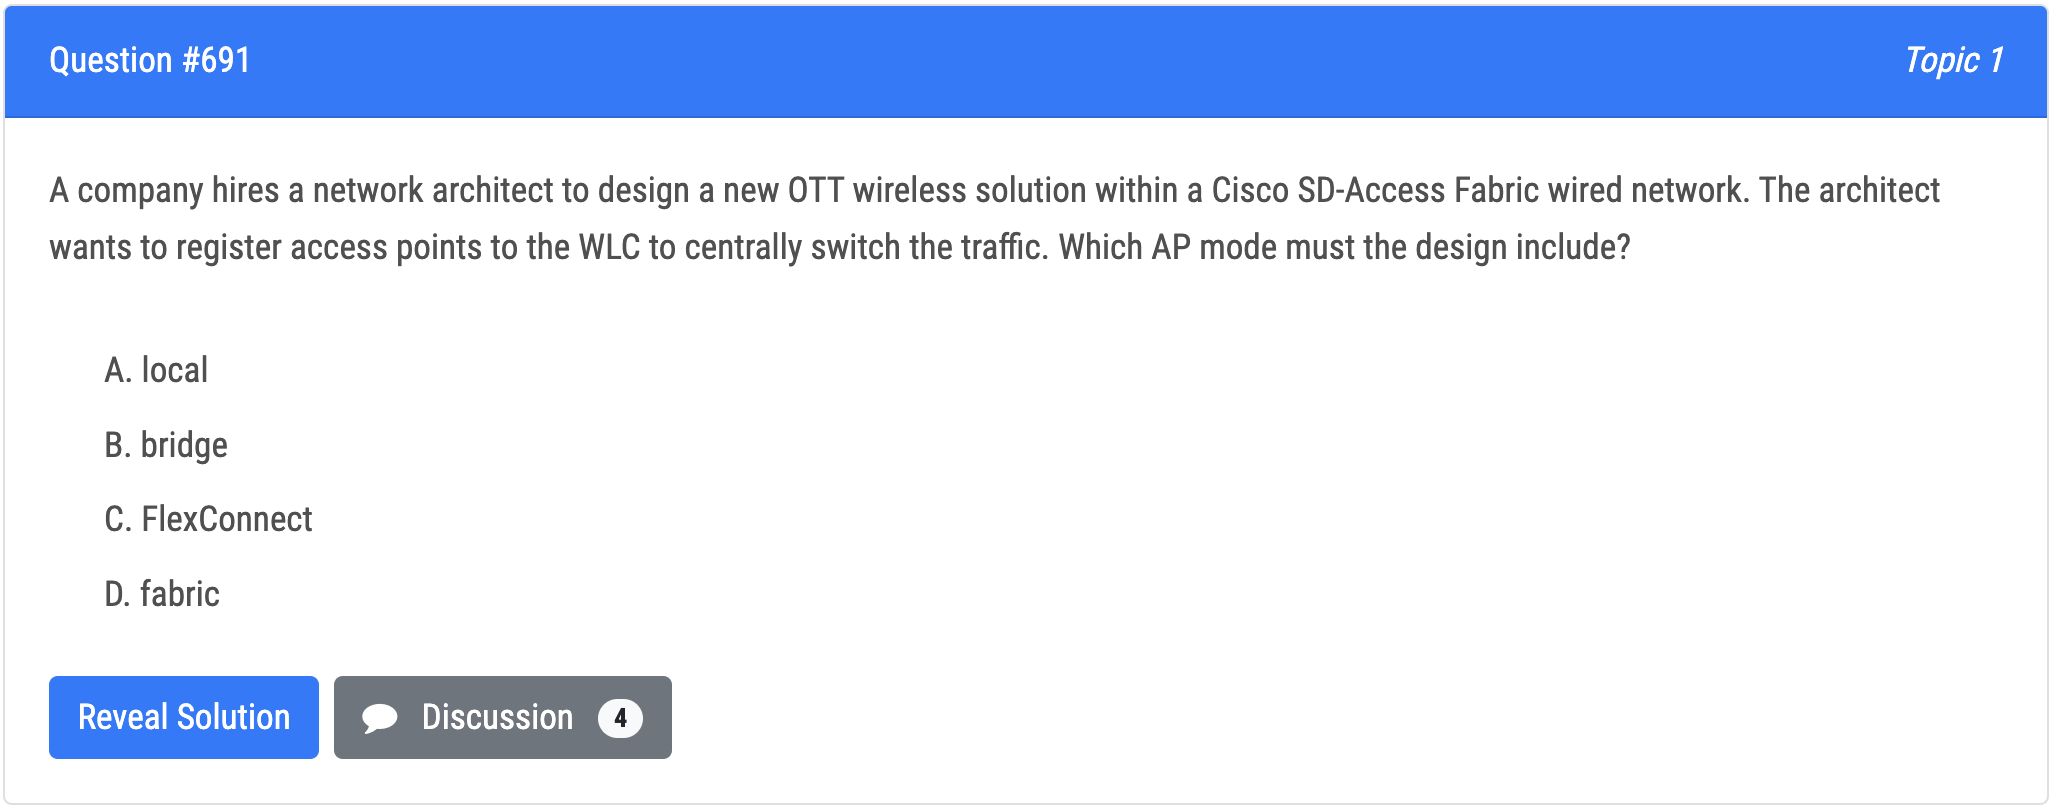 Question #691
Topic 1
A company hires a network architect to design a new OTT wireless solution within a Cisco SD-Access Fabric wired network. The architect
wants to register access points to the WLC to centrally switch the traffic. Which AP mode must the design include?
A. local
B. bridge
C. FlexConnect
D. fabric
Reveal Solution
Discussion 4